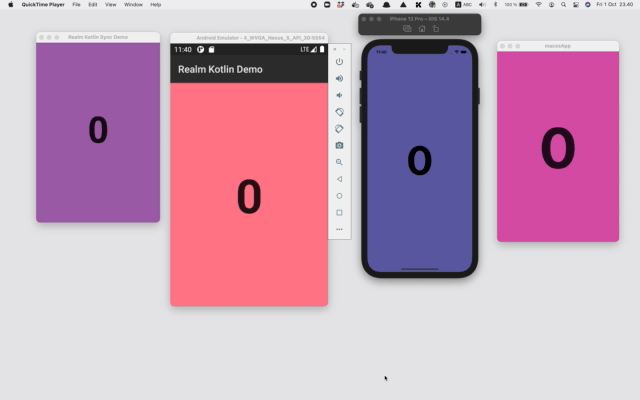 QuickTime Player File Edit View Window Help
ABC 100 % Fri 1 Oct 23.40
Realm Kotlin Sync Demo
0
Android Emulator - 4_WVGA_Nexus_S_API_30:5554
11:40 LTE
Realm Kotlin Demo
0
iPhone 12 Pro – iOS 14.4
11:40
0
macosApp
0